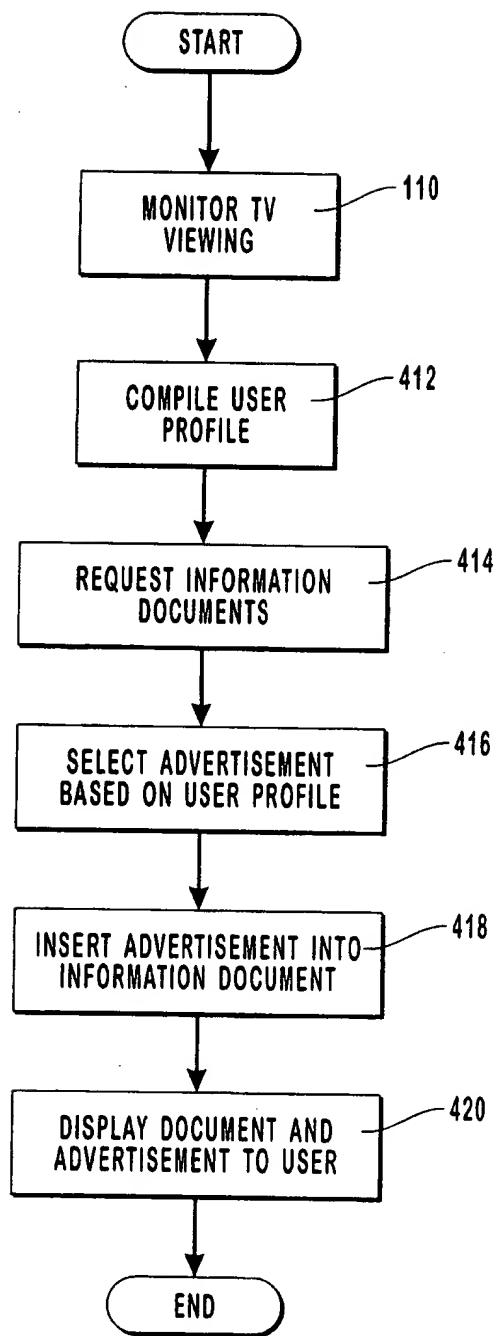 START
MONITOR TV
VIEWING
110
COMPILE USER
PROFILE
412
REQUEST INFORMATION
DOCUMENTS
414
SELECT ADVERTISEMENT
BASED ON USER PROFILE
416
INSERT ADVERTISEMENT INTO
INFORMATION DOCUMENT
418
DISPLAY DOCUMENT AND
ADVERTISEMENT TO USER
420
END